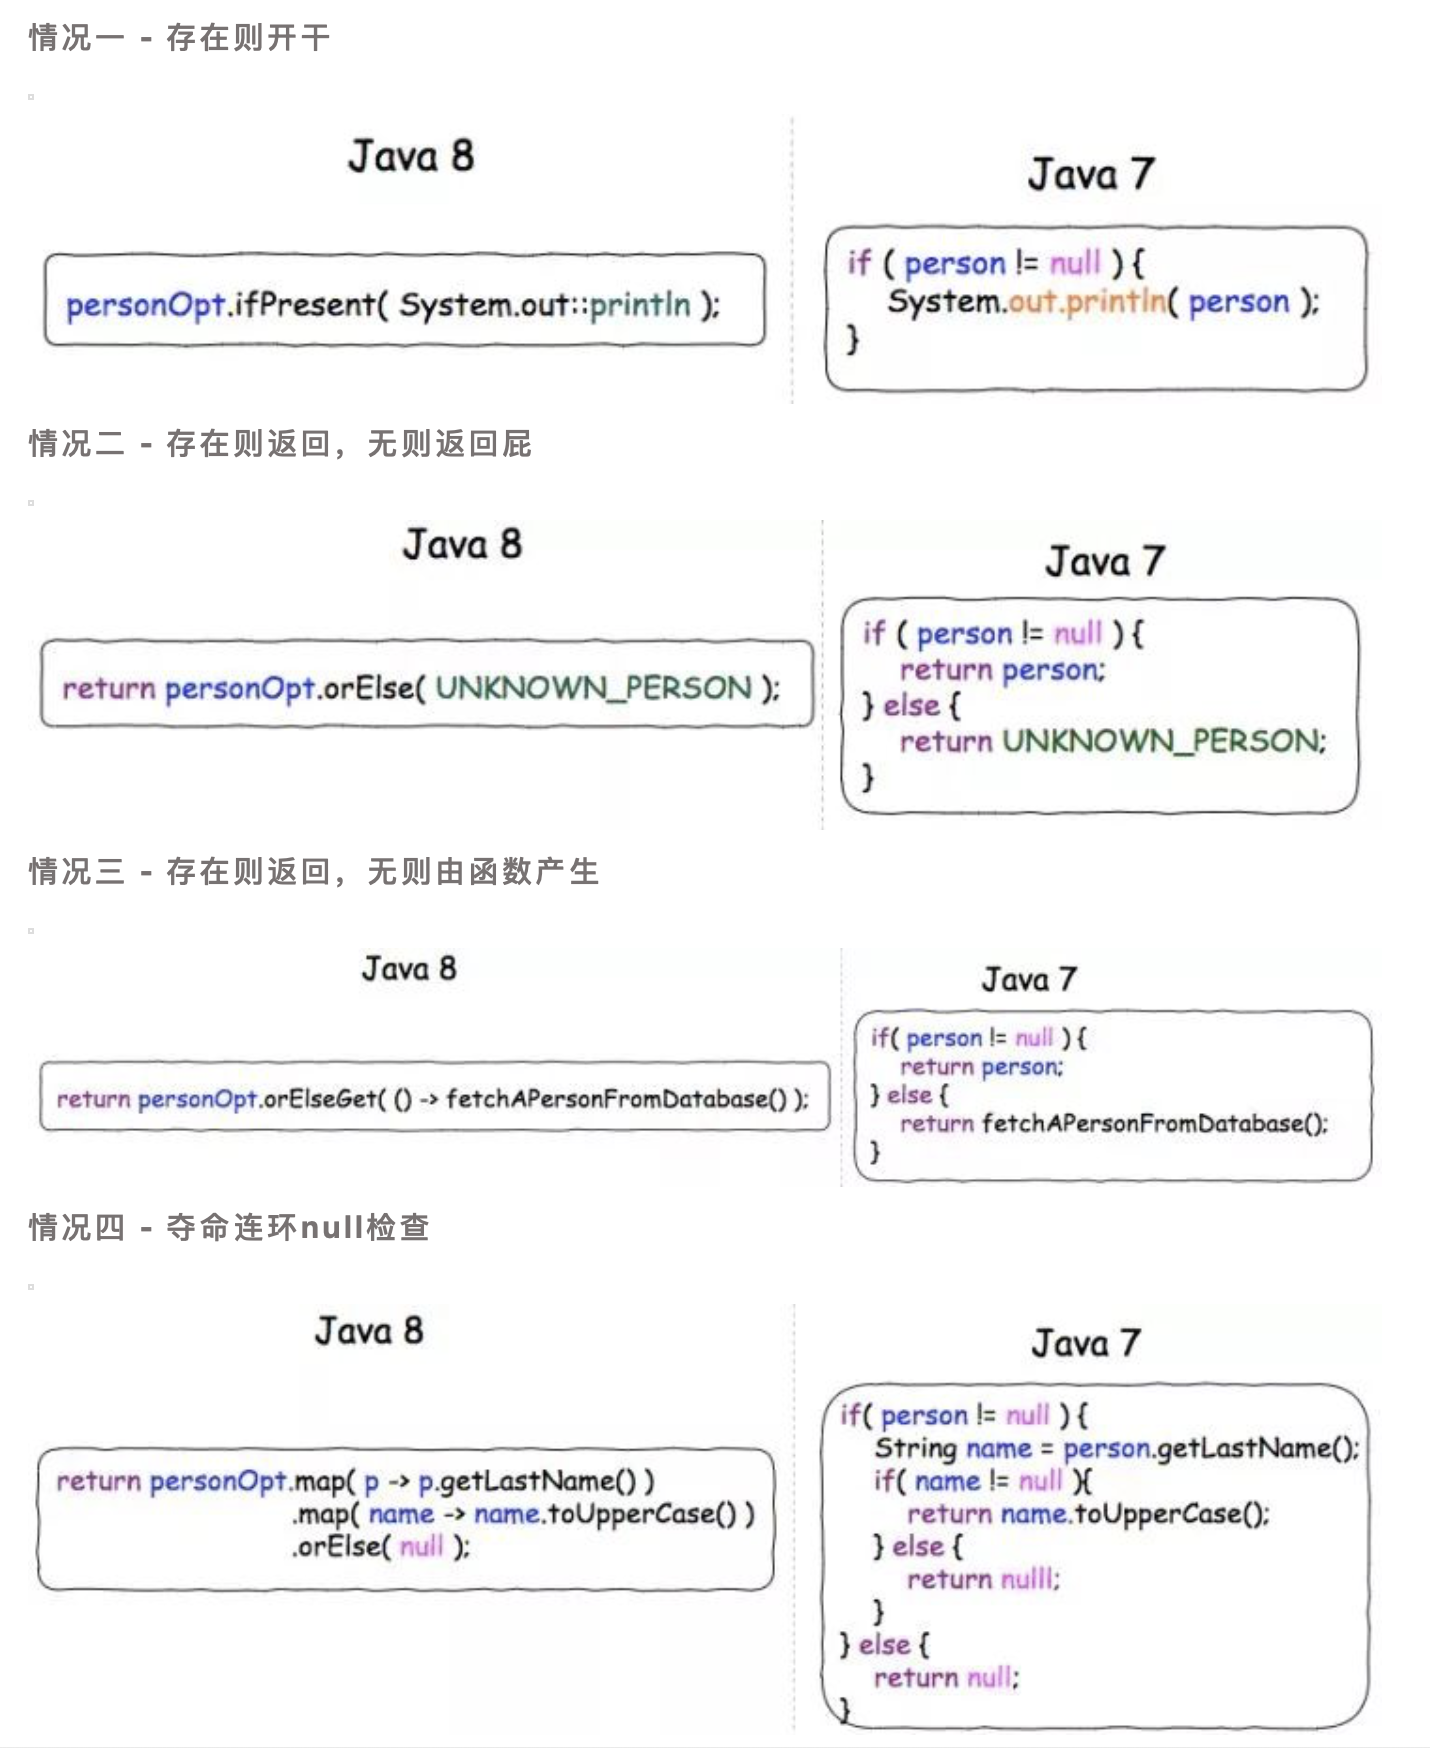 情况一 - 存在则开干
Java 8
personOpt.ifPresent( System.out::println );
Java 7
if ( person != null ) {
System.out.println( person );
}
情况二 - 存在则返回，无则返回屁
Java 8
return personOpt.orElse( UNKNOWN_PERSON );
Java 7
if ( person != null ) {
return person;
} else {
return UNKNOWN_PERSON;
}
情况三 - 存在则返回，无则由函数产生
Java 8
return personOpt.orElseGet( () -> fetchAPersonFromDatabase() );
Java 7
if( person != null ) {
return person;
} else {
return fetchAPersonFromDatabase();
}
情况四 - 夺命连环null检查
Java 8
return personOpt.map( p -> p.getLastName() )
.map( name -> name.toUpperCase() )
.orElse( null );
Java 7
if( person != null ) {
String name = person.getLastName();
if( name != null ){
return name.toUpperCase();
} else {
return nulll;
}
} else {
return null;
}